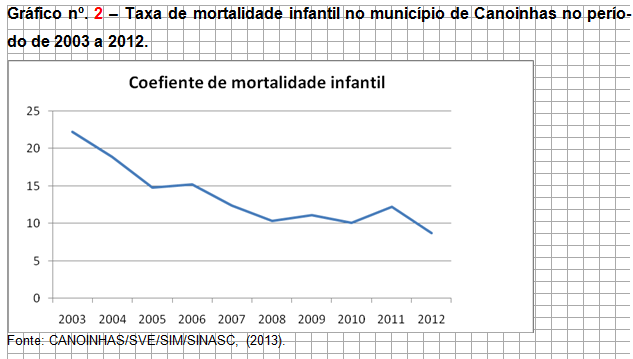 Gráfico nº. 2 – Taxa de mortalidade infantil no município de Canoinhas no perío-
do de 2003 a 2012.
Coefiente de mortalidade infantil
25
20
15
10
5
0
2003 2004 2005 2006 2007 2008 2009 2010 2011 2012
Fonte: CANOINHAS/SVE/SIM/SINASC, (2013).